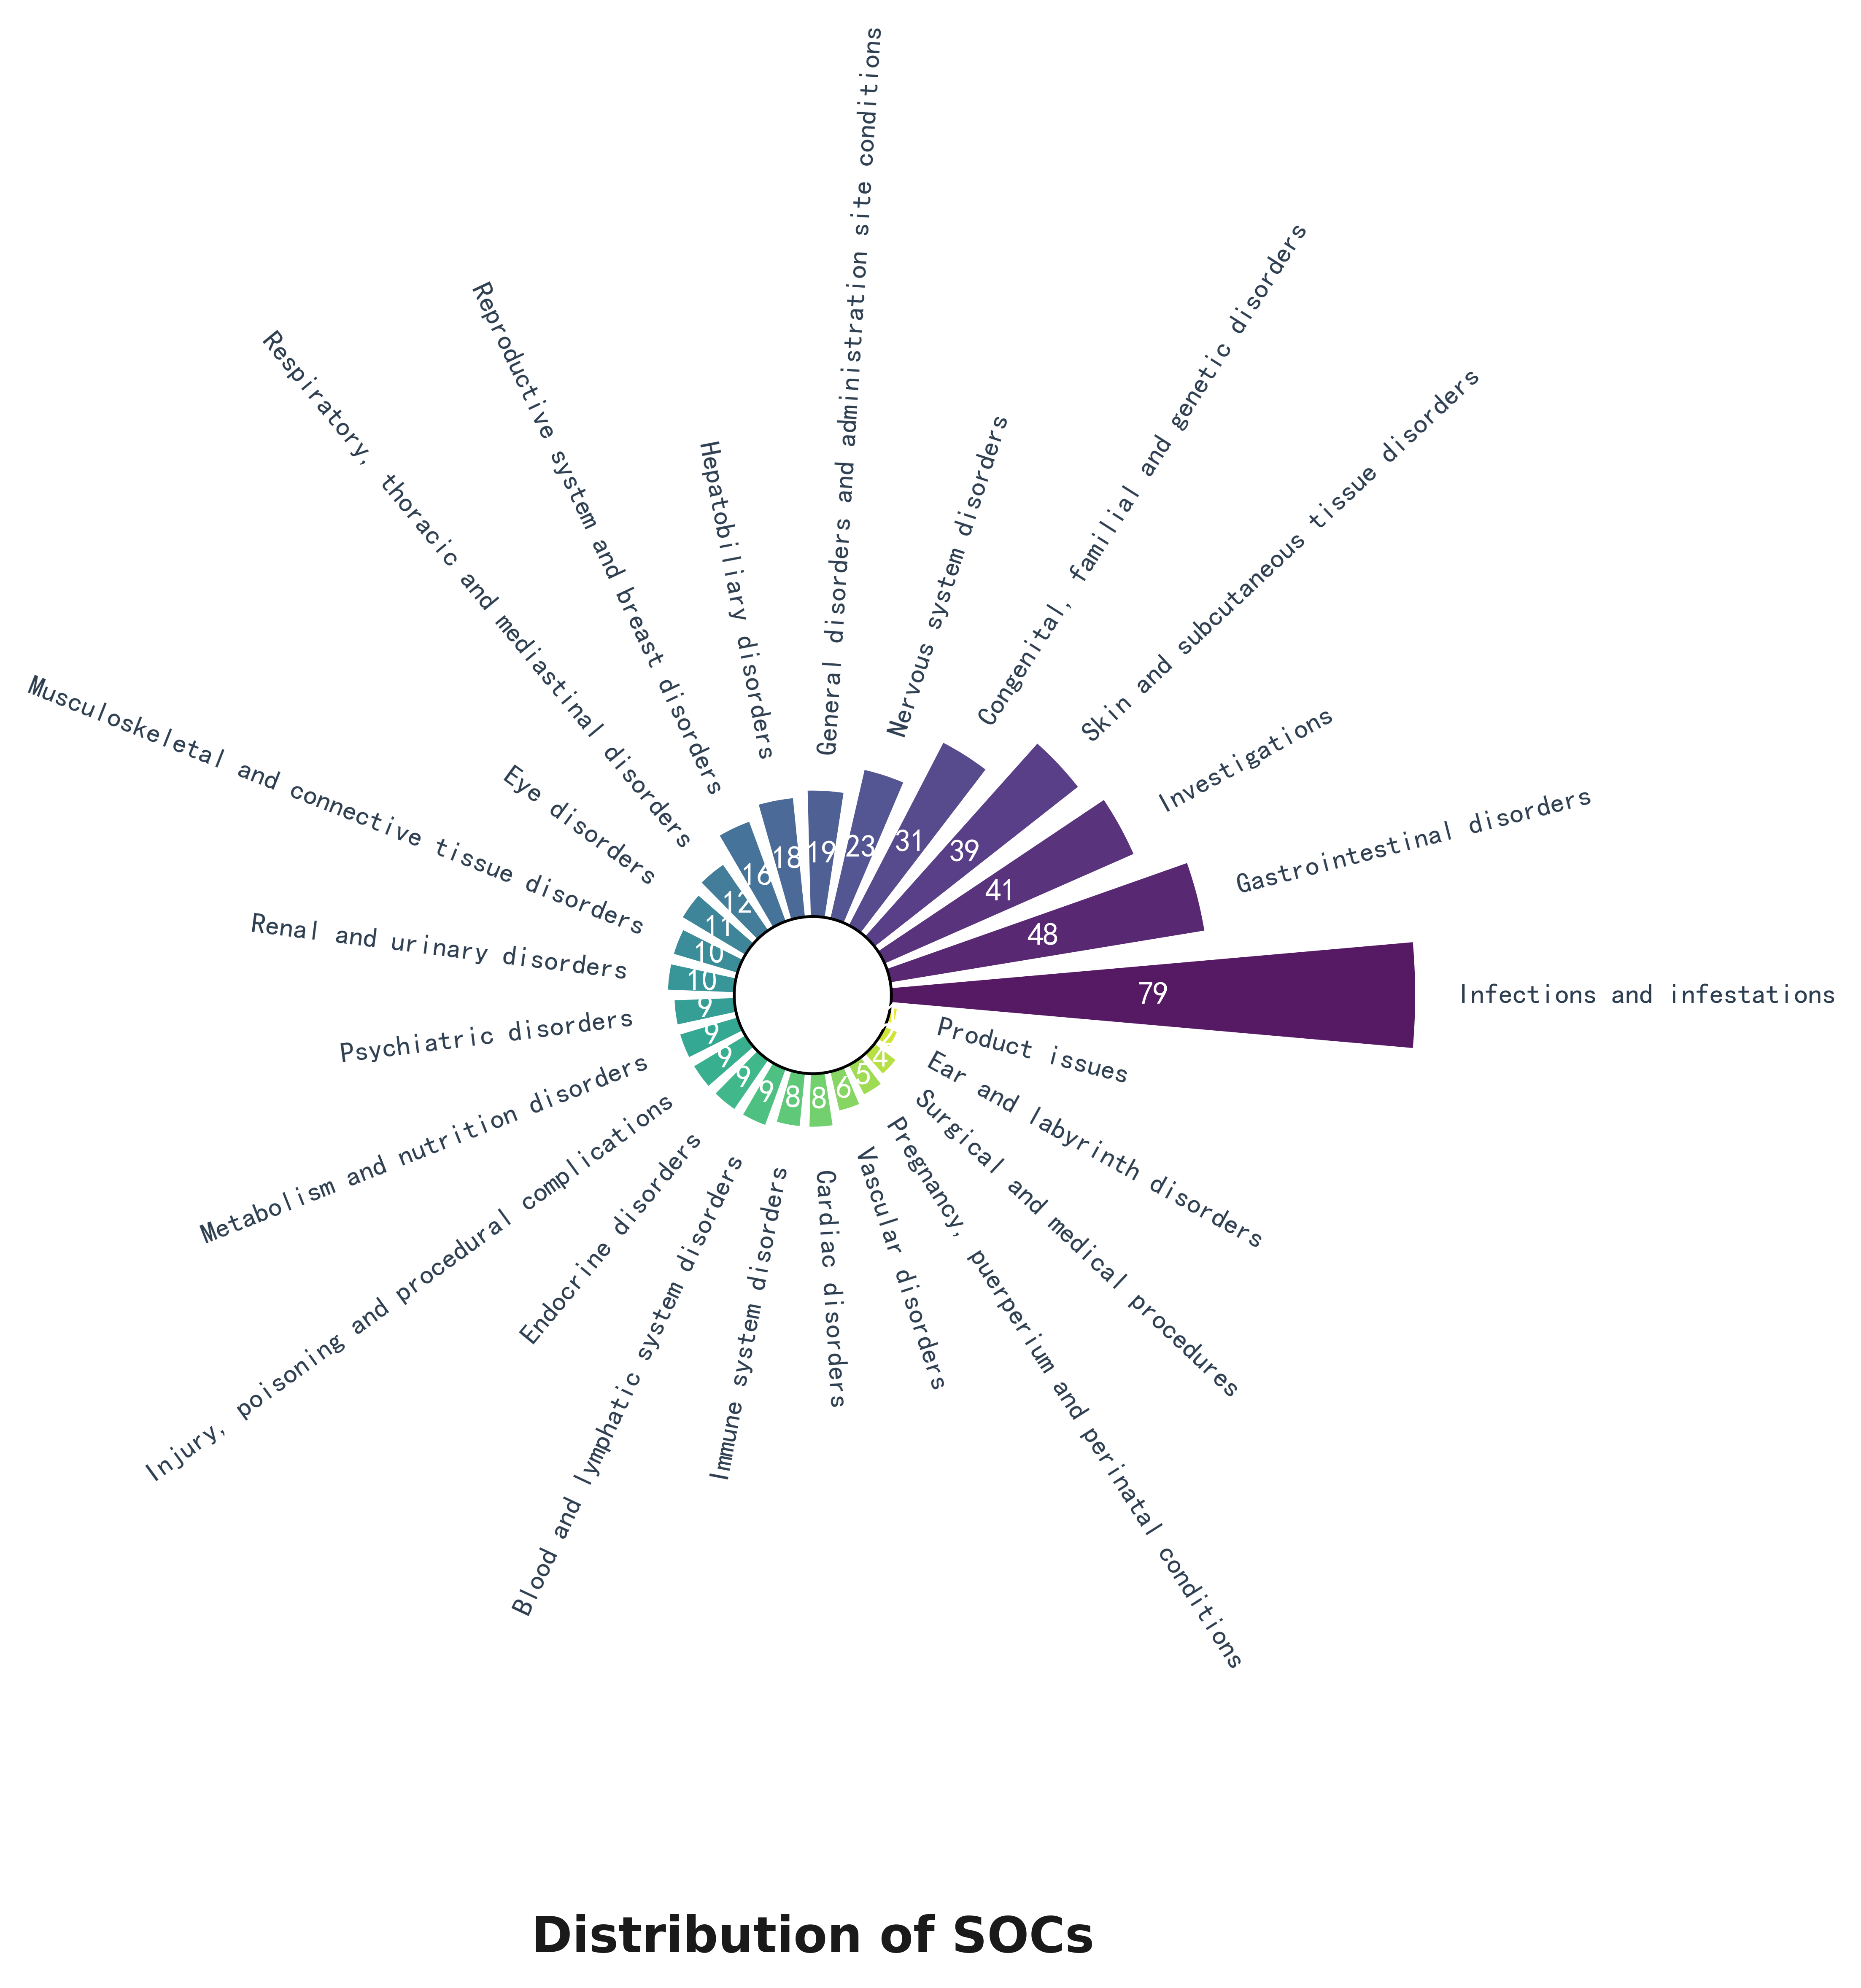 Infections and infestations
79
Gastrointestinal disorders
48
Investigations
41
Skin and subcutaneous tissue disorders
39
Congenital, familial and genetic disorders
31
Nervous system disorders
23
General disorders and administration site conditions
19
Hepatobiliary disorders
18
Reproductive system and breast disorders
16
Respiratory, thoracic and mediastinal disorders
12
Eye disorders
11
Musculoskeletal and connective tissue disorders
10
Renal and urinary disorders
10
Psychiatric disorders
9
Metabolism and nutrition disorders
9
Injury, poisoning and procedural complications
9
Endocrine disorders
9
Blood and lymphatic system disorders
9
Immune system disorders
8
Cardiac disorders
8
Vascular disorders
6
Pregnancy, puerperium and perinatal conditions
5
Surgical and medical procedures
4
Ear and labyrinth disorders
Product issues
Distribution of SOCs